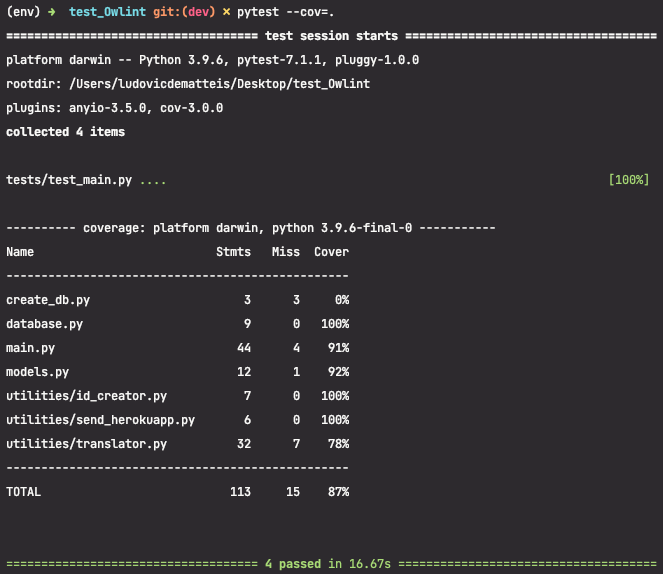 (env) ➜ test_Owlint git:(dev) ✗ pytest --cov=.
==================================== test session starts ====================================
platform darwin -- Python 3.9.6, pytest-7.1.1, pluggy-1.0.0
rootdir: /Users/ludovicdematteis/Desktop/test_Owlint
plugins: anyio-3.5.0, cov-3.0.0
collected 4 items
tests/test_main.py .... [100%]
---------- coverage: platform darwin, python 3.9.6-final-0 -----------
Name Stmts Miss Cover
-------------------------------------------------
create_db.py 3 3 0%
database.py 9 0 100%
main.py 44 4 91%
models.py 12 1 92%
utilities/id_creator.py 7 0 100%
utilities/send_herokuapp.py 6 0 100%
utilities/translator.py 32 7 78%
-------------------------------------------------
TOTAL 113 15 87%
==================================== 4 passed in 16.67s =====================================